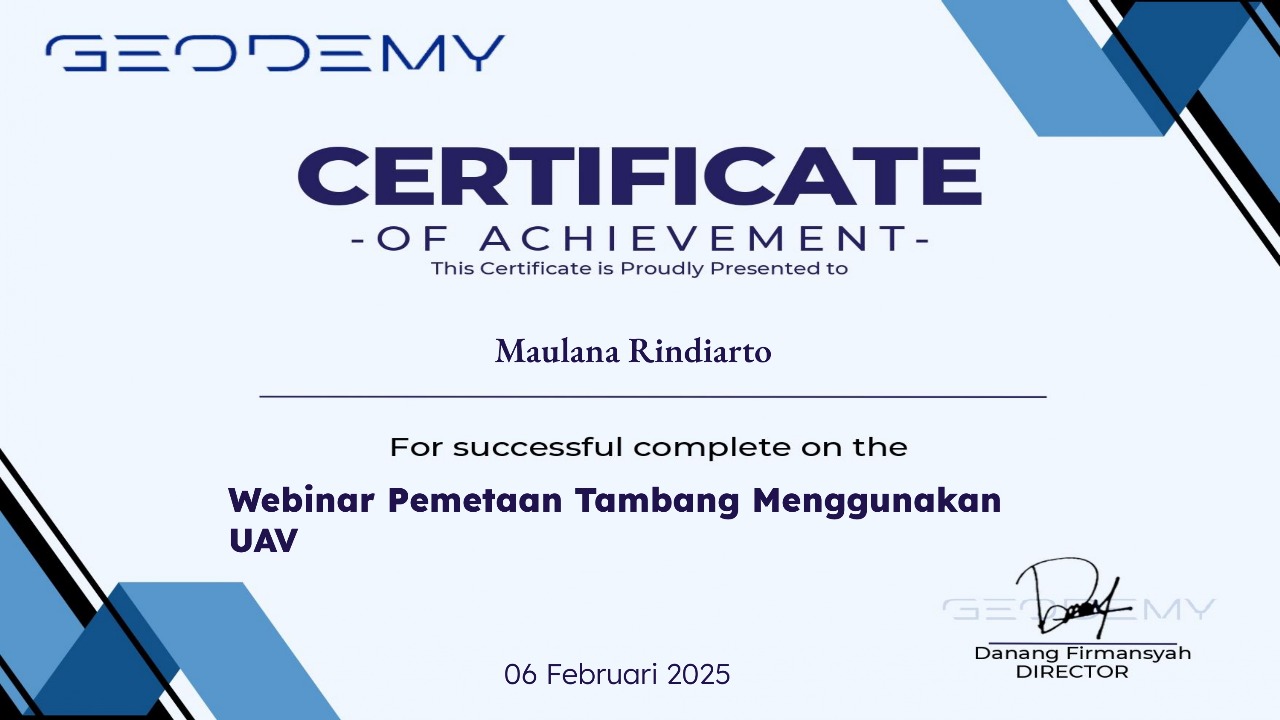 GEODEMY
CERTIFICATE
-OF ACHIEVEMENT-
This Certificate is Proudly Presented to
Maulana Rindiarto
For successful complete on the
Webinar Pemetaan Tambang Menggunakan
UAV
GEODEMY
Danang Firmansyah
DIRECTOR
06 Februari 2025